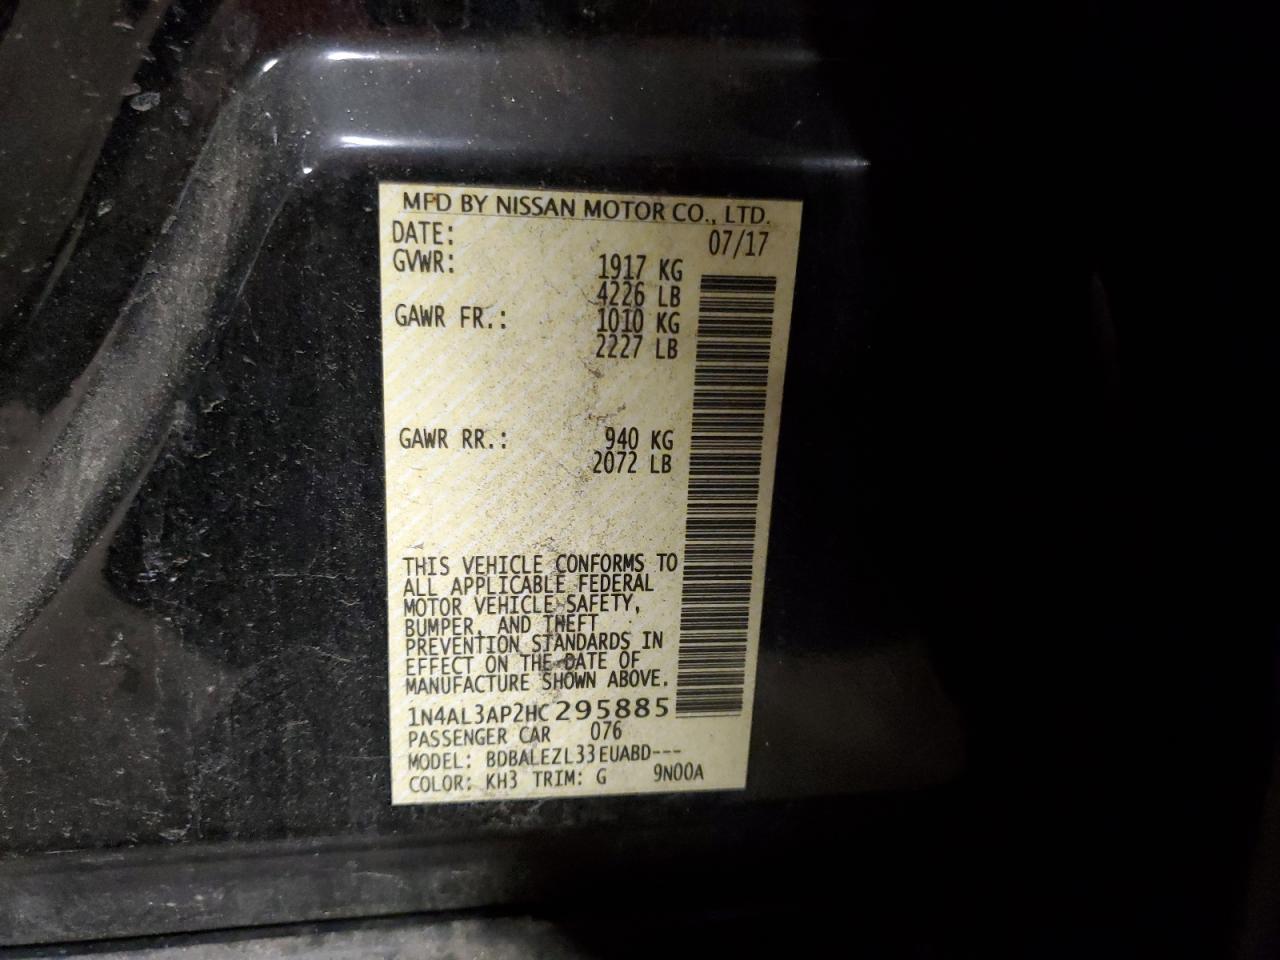 MFD BY NISSAN MOTOR CO., LTD.
DATE: 07/17
GVWR: 1917 KG
4226 LB
GAWR FR.: 1010 KG
2227 LB
GAWR RR.: 940 KG
2072 LB
THIS VEHICLE CONFORMS TO
ALL APPLICABLE FEDERAL
MOTOR VEHICLE SAFETY,
BUMPER, AND THEFT
PREVENTION STANDARDS IN
EFFECT ON THE DATE OF
MANUFACTURE SHOWN ABOVE.
1N4AL3AP2HC295885
PASSENGER CAR 076
MODEL: BDBALEZL33EUABD---
COLOR: KH3 TRIM: G 9N00A